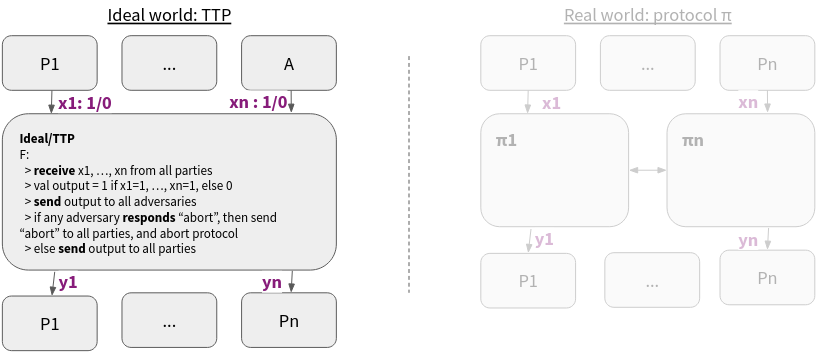 Ideal world: TTP
P1
...
A
x1: 1/0
xn : 1/0
Ideal/TTP
F:
> receive x1, …, xn from all parties
> val output = 1 if x1=1, …, xn=1, else 0
> send output to all adversaries
> if any adversary responds “abort”, then send
“abort” to all parties, and abort protocol
> else send output to all parties
y1
yn
P1
...
Pn
Real world: protocol π
P1
...
Pn
x1
xn
π1
πn
y1
yn
P1
...
Pn